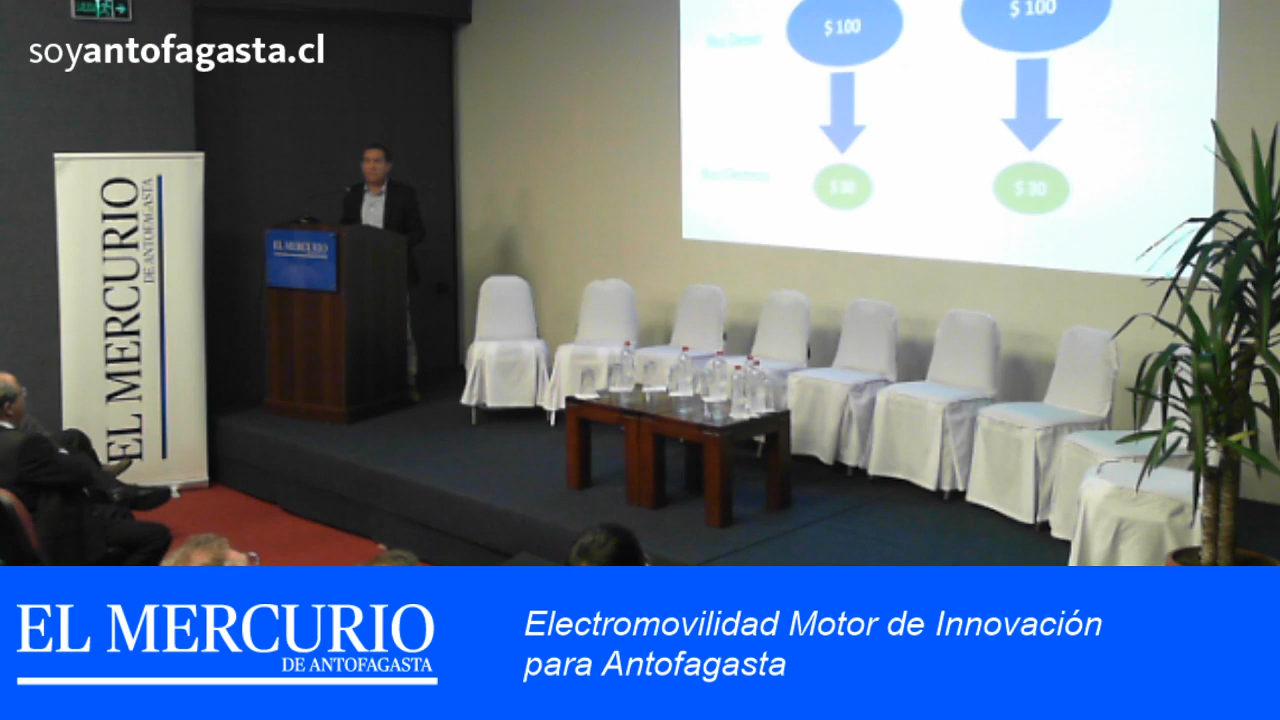 soyantofagasta.cl
$ 100
$ 100
$ 30
EL MERCURIO
DE ANTOFAGASTA
EL MERCURIO
EL MERCURIO
DE ANTOFAGASTA
Electromovilidad Motor de Innovación
para Antofagasta